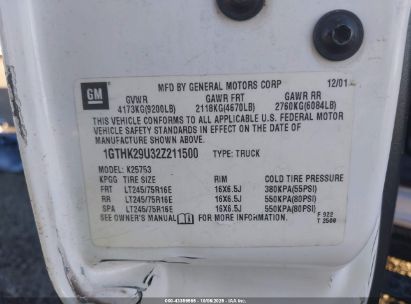 GM
MFD BY GENERAL MOTORS CORP 12/01
GVWR GAWR FRT GAWR RR
4173KG(9200LB) 2118KG(4670LB) 2760KG(6084LB)
THIS VEHICLE CONFORMS TO ALL APPLICABLE U.S. FEDERAL MOTOR
VEHICLE SAFETY STANDARDS IN EFFECT ON THE DATE OF
MANUFACTURE SHOWN ABOVE.
1GTHK29U32Z211500 TYPE: TRUCK
MODEL: K25753
KPGG TIRE SIZE RIM COLD TIRE PRESSURE
FRT LT245/75R16E 16X6.5J 380KPA(55PSI)
RR LT245/75R16E 16X6.5J 550KPA(80PSI)
SPA LT245/75R16E 16X6.5J 550KPA(80PSI)
SEE OWNER'S MANUAL FOR MORE INFORMATION.
F 922
T 2500